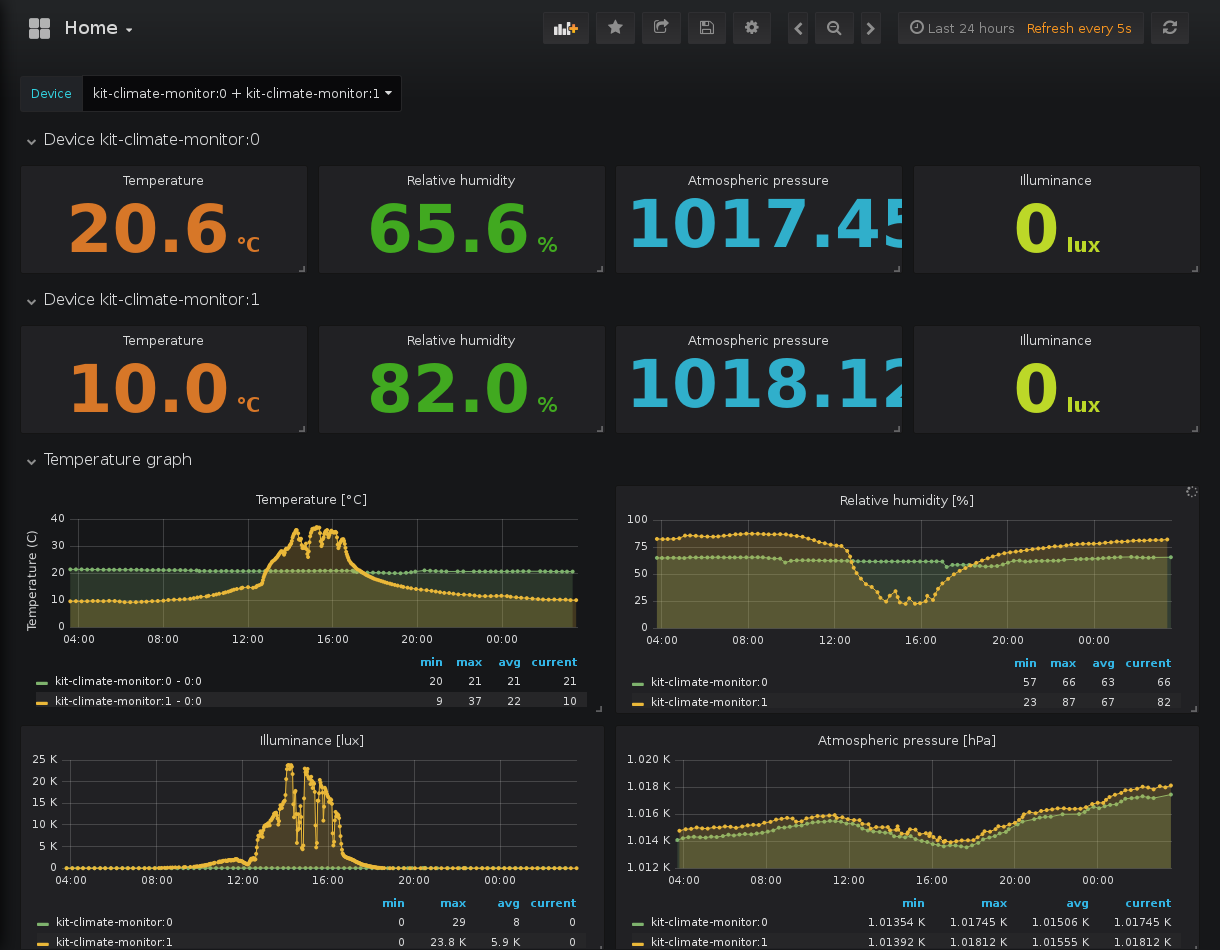 Home
Last 24 hours Refresh every 5s
Device kit-climate-monitor:0 + kit-climate-monitor:1
Device kit-climate-monitor:0
Temperature Relative humidity Atmospheric pressure Illuminance
20.6 °C 65.6 % 1017.45 0 lux
Device kit-climate-monitor:1
Temperature Relative humidity Atmospheric pressure Illuminance
10.0 °C 82.0 % 1018.12 0 lux
Temperature graph
Temperature [°C]
Temperature (C)
40
30
20
10
0
04:00 08:00 12:00 16:00 20:00 00:00
min max avg current
kit-climate-monitor:0 - 0:0 20 21 21 21
kit-climate-monitor:1 - 0:0 9 37 22 10
Relative humidity [%]
100
75
50
25
0
04:00 08:00 12:00 16:00 20:00 00:00
min max avg current
kit-climate-monitor:0 57 66 63 66
kit-climate-monitor:1 23 87 67 82
Illuminance [lux]
25 K
20 K
15 K
10 K
5 K
0
04:00 08:00 12:00 16:00 20:00 00:00
min max avg current
kit-climate-monitor:0 0 29 8 0
kit-climate-monitor:1 0 23.8 K 5.9 K 0
Atmospheric pressure [hPa]
1.020 K
1.018 K
1.016 K
1.014 K
1.012 K
04:00 08:00 12:00 16:00 20:00 00:00
min max avg current
kit-climate-monitor:0 1.01354 K 1.01745 K 1.01506 K 1.01745 K
kit-climate-monitor:1 1.01392 K 1.01812 K 1.01555 K 1.01812 K